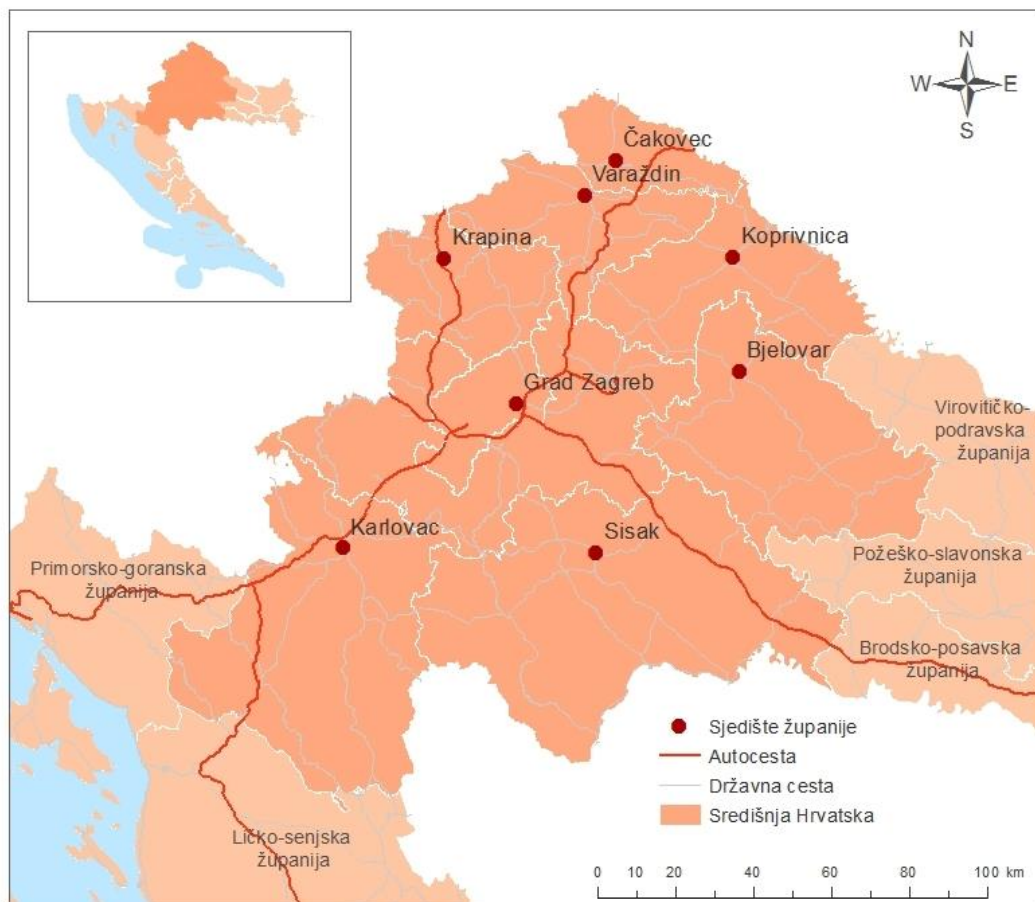 N
W E
S
Čakovec
Varaždin
Krapina
Koprivnica
Bjelovar
Grad Zagreb
Virovitičko-
podravska
županija
Karlovac
Sisak
Primorsko-goranska
županija
Požeško-slavonska
županija
Brodsko-posavska
županija
Ličko-senjska
županija
Sjedište županije
Autocesta
Državna cesta
Središnja Hrvatska
0 20 40 60 80 100 km